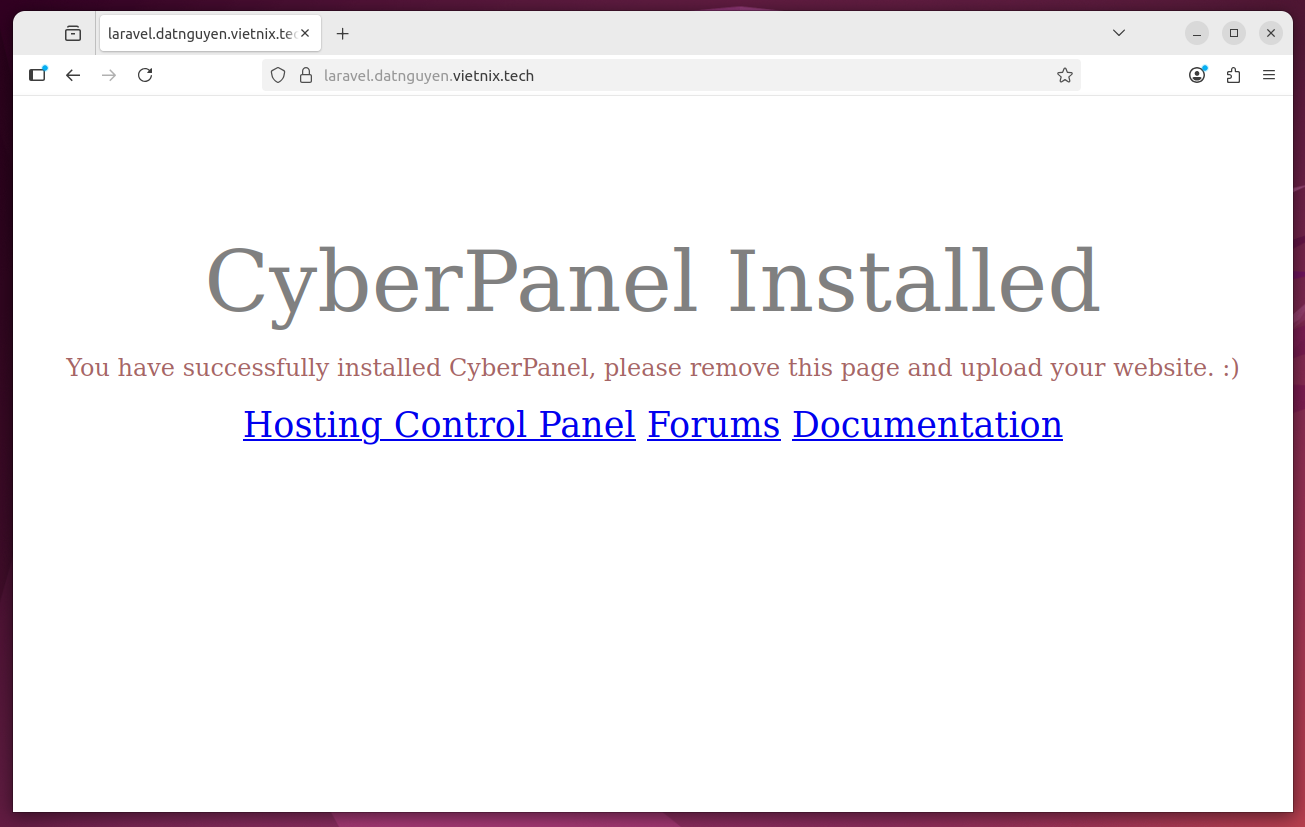 laravel.datnguyen.vietnix.te
laravel.datnguyen.vietnix.tech
CyberPanel Installed
You have successfully installed CyberPanel, please remove this page and upload your website. :)
Hosting Control Panel Forums Documentation